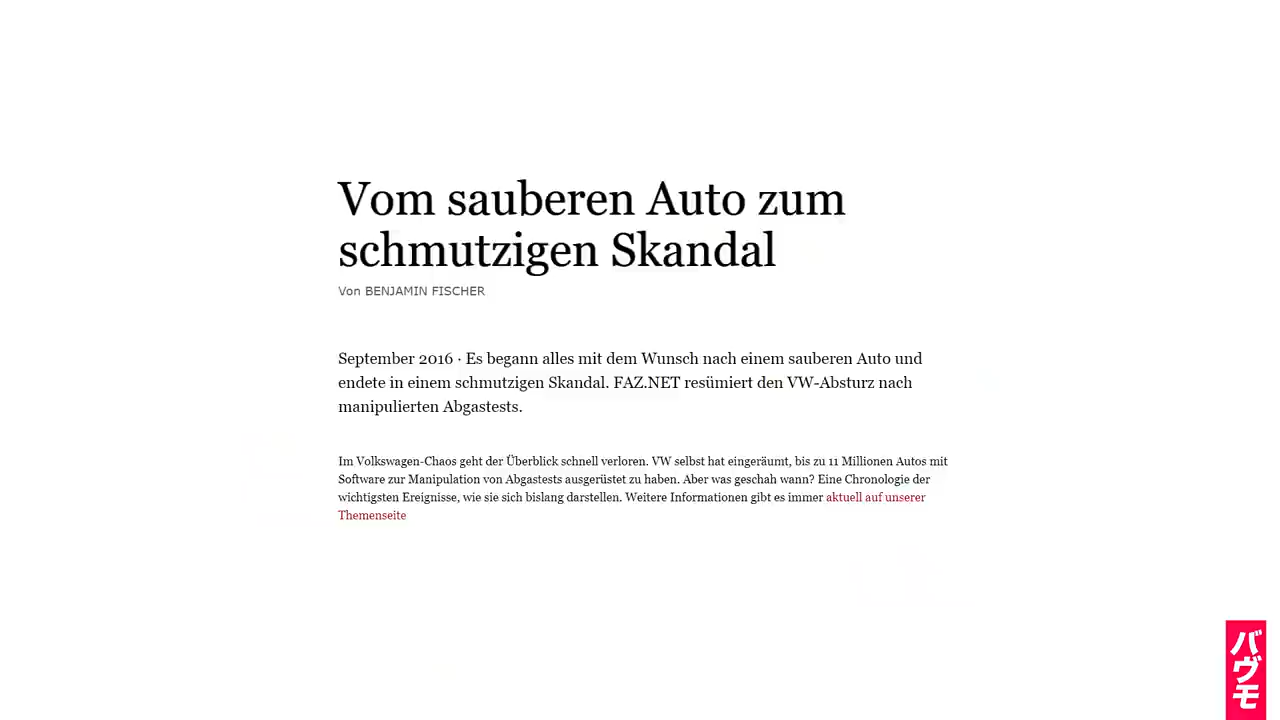 Vom sauberen Auto zum
schmutzigen Skandal
Von BENJAMIN FISCHER
September 2016 · Es begann alles mit dem Wunsch nach einem sauberen Auto und
endete in einem schmutzigen Skandal. FAZ.NET resümiert den VW-Absturz nach
manipulierten Abgastests.
Im Volkswagen-Chaos geht der Überblick schnell verloren. VW selbst hat eingeräumt, bis zu 11 Millionen Autos mit
Software zur Manipulation von Abgastests ausgerüstet zu haben. Aber was geschah wann? Eine Chronologie der
wichtigsten Ereignisse, wie sie sich bislang darstellen. Weitere Informationen gibt es immer aktuell auf unserer
Themenseite
バヴモ